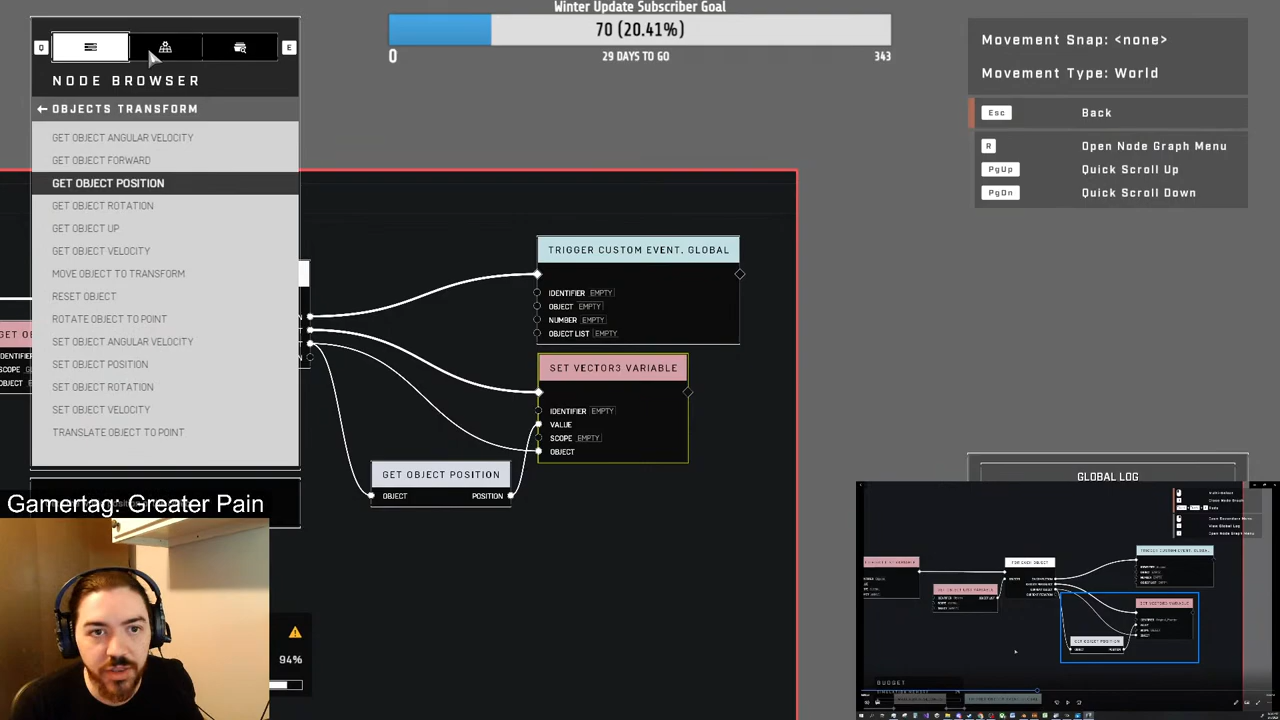 Winter Update Subscriber Goal
70 (20.41%)
0
29 DAYS TO GO
343
Q
E
NODE BROWSER
OBJECTS TRANSFORM
GET OBJECT ANGULAR VELOCITY
GET OBJECT FORWARD
GET OBJECT POSITION
GET OBJECT ROTATION
GET OBJECT UP
GET OBJECT VELOCITY
MOVE OBJECT TO TRANSFORM
RESET OBJECT
ROTATE OBJECT TO POINT
SET OBJECT ANGULAR VELOCITY
SET OBJECT POSITION
SET OBJECT ROTATION
SET OBJECT VELOCITY
TRANSLATE OBJECT TO POINT
Movement Snap: <none>
Movement Type: World
Esc Back
R Open Node Graph Menu
PgUp Quick Scroll Up
PgDn Quick Scroll Down
TRIGGER CUSTOM EVENT, GLOBAL
IDENTIFIER EMPTY
OBJECT EMPTY
NUMBER EMPTY
OBJECT LIST EMPTY
SET VECTOR3 VARIABLE
IDENTIFIER EMPTY
VALUE
SCOPE EMPTY
OBJECT
GET OBJECT POSITION
OBJECT POSITION
Gamertag: Greater Pain
94%
GLOBAL LOG
BUDGET